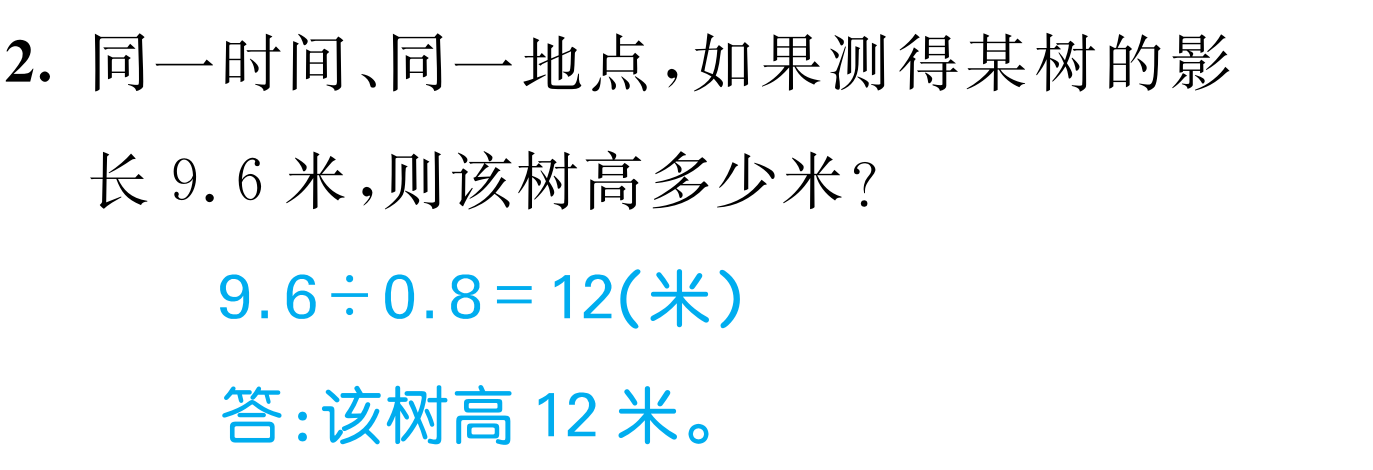 2. 同一时间、同一地点,如果测得某树的影
长 9.6 米,则该树高多少米?
9.6÷0.8=12(米)
答:该树高 12 米。